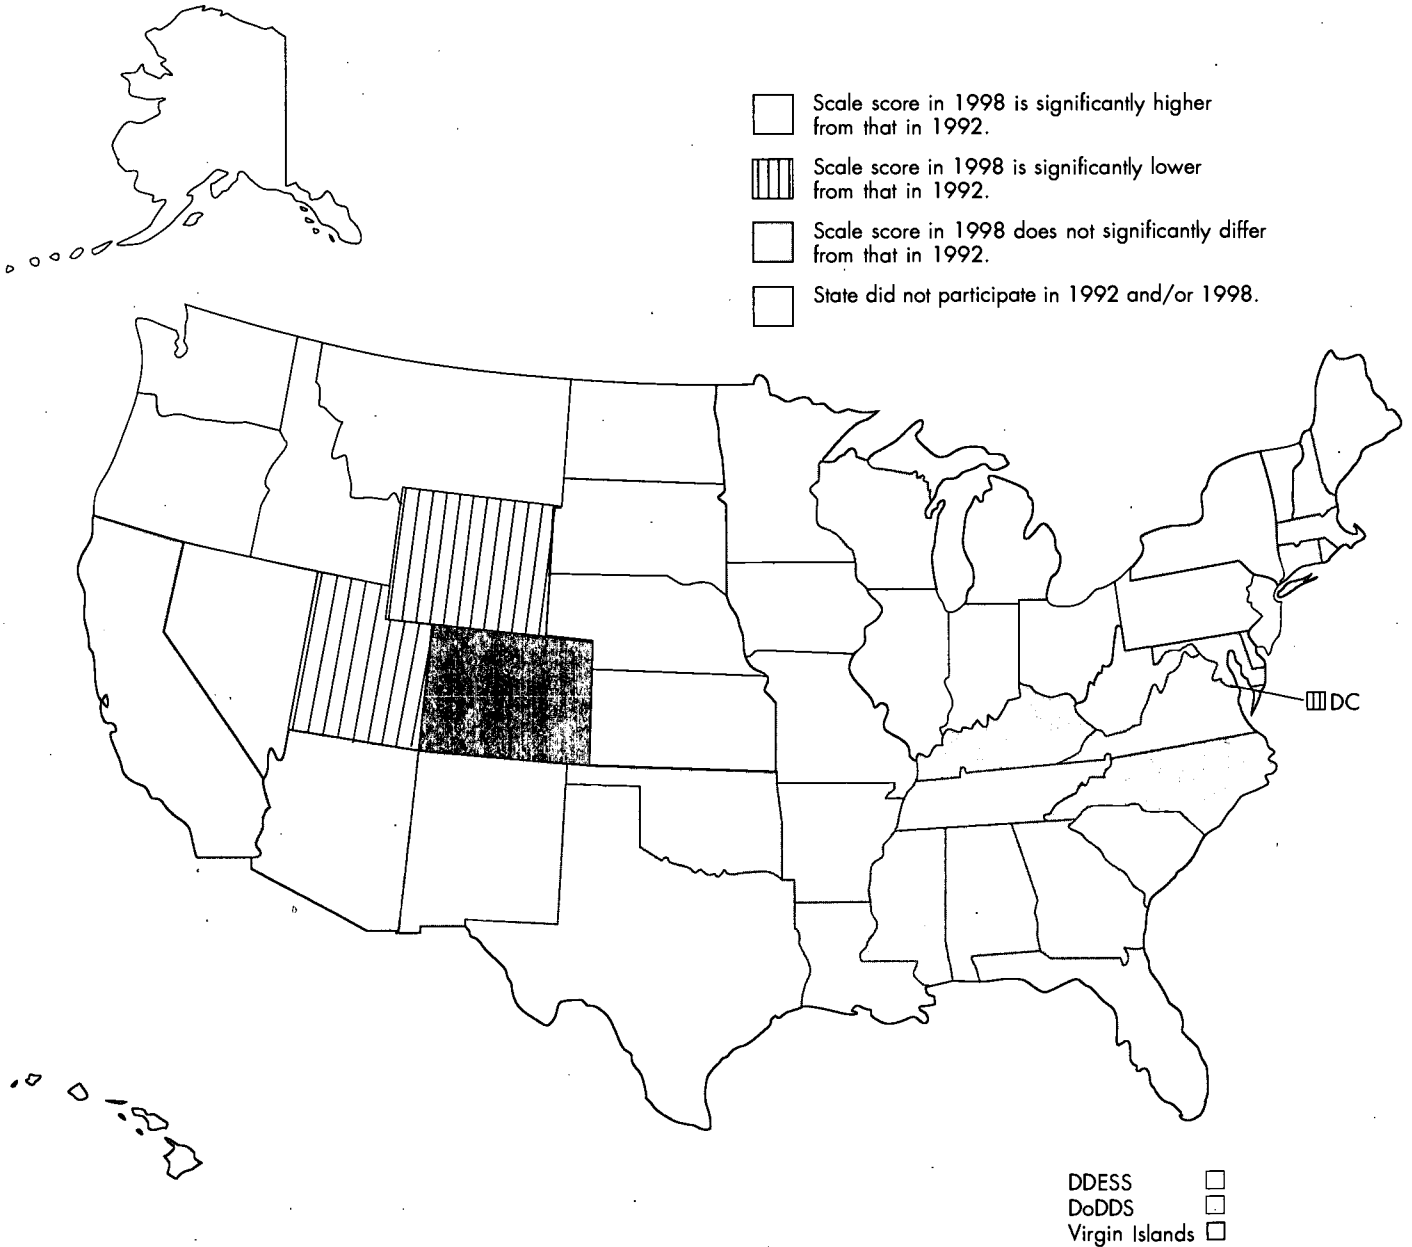 Scale score in 1998 is significantly higher
from that in 1992.
Scale score in 1998 is significantly lower
from that in 1992.
Scale score in 1998 does not significantly differ
from that in 1992.
State did not participate in 1992 and/or 1998.
DC
DDESS
DoDDS
Virgin Islands